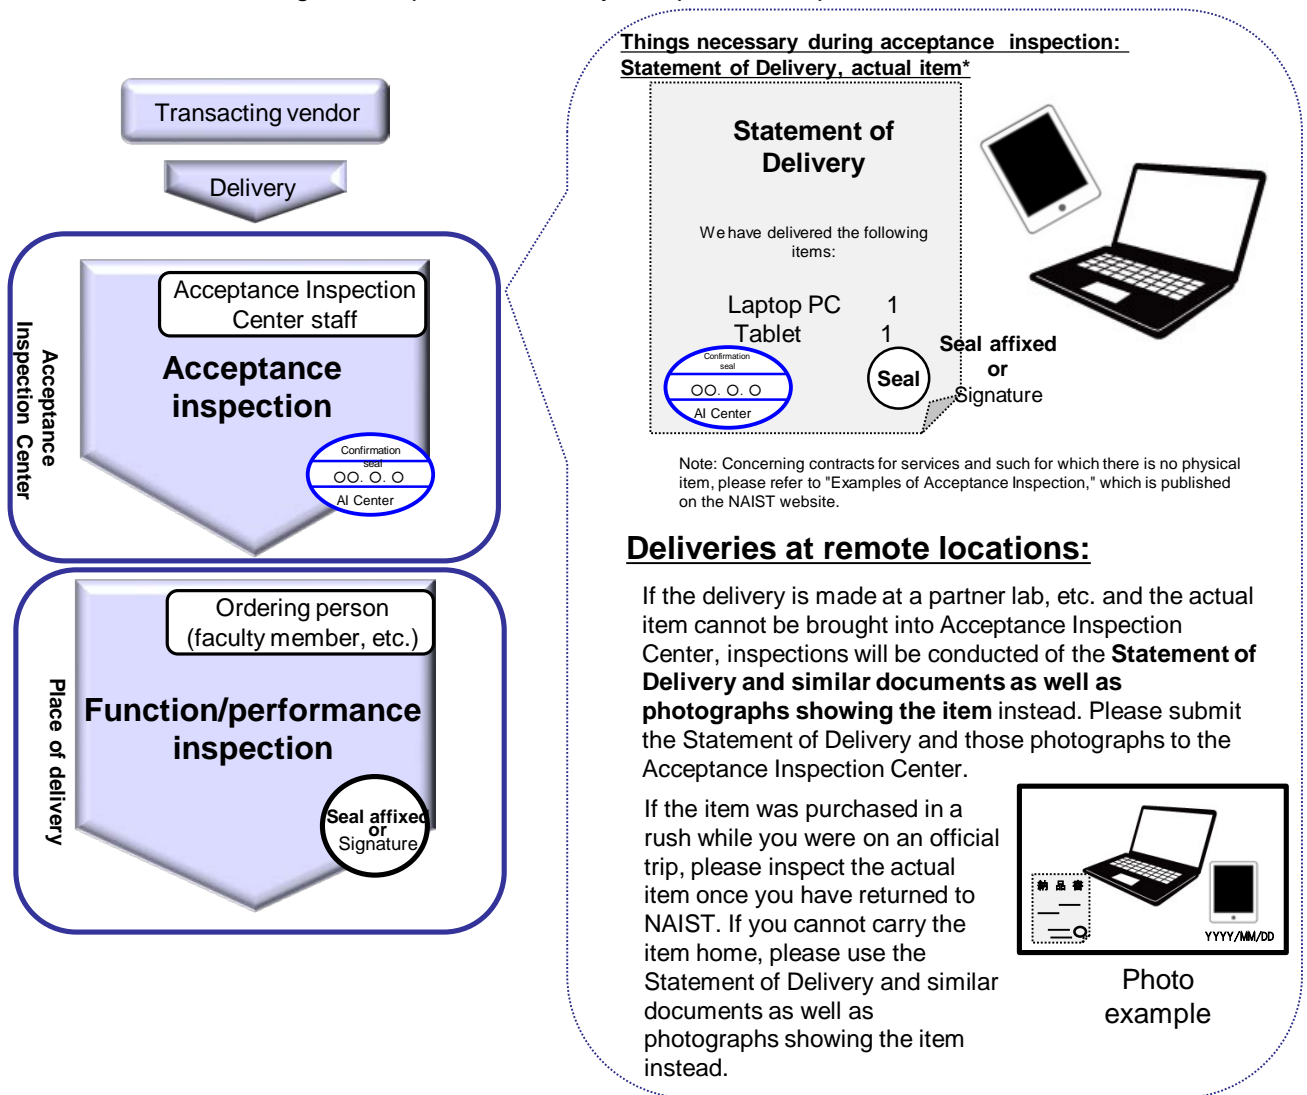 Transacting vendor
Delivery
Acceptance
Inspection Center
Acceptance Inspection
Center staff
Acceptance
inspection
Confirmation
seal
○○. ○. ○
AI Center
Place of delivery
Ordering person
(faculty member, etc.)
Function/performance
inspection
Seal affixed
or
Signature
Things necessary during acceptance inspection:
Statement of Delivery, actual item*
Statement of
Delivery
We have delivered the following
items:
Laptop PC 1
Tablet 1
Confirmation
seal
○○. ○. ○
AI Center
Seal
Seal affixed
or
Signature
Note: Concerning contracts for services and such for which there is no physical
item, please refer to "Examples of Acceptance Inspection," which is published
on the NAIST website.
Deliveries at remote locations:
If the delivery is made at a partner lab, etc. and the actual
item cannot be brought into Acceptance Inspection
Center, inspections will be conducted of the Statement of
Delivery and similar documents as well as
photographs showing the item instead. Please submit
the Statement of Delivery and those photographs to the
Acceptance Inspection Center.
If the item was purchased in a
rush while you were on an official
trip, please inspect the actual
item once you have returned to
NAIST. If you cannot carry the
item home, please use the
Statement of Delivery and similar
documents as well as
photographs showing the item
instead.
納品書
YYYY/MM/DD
Photo
example